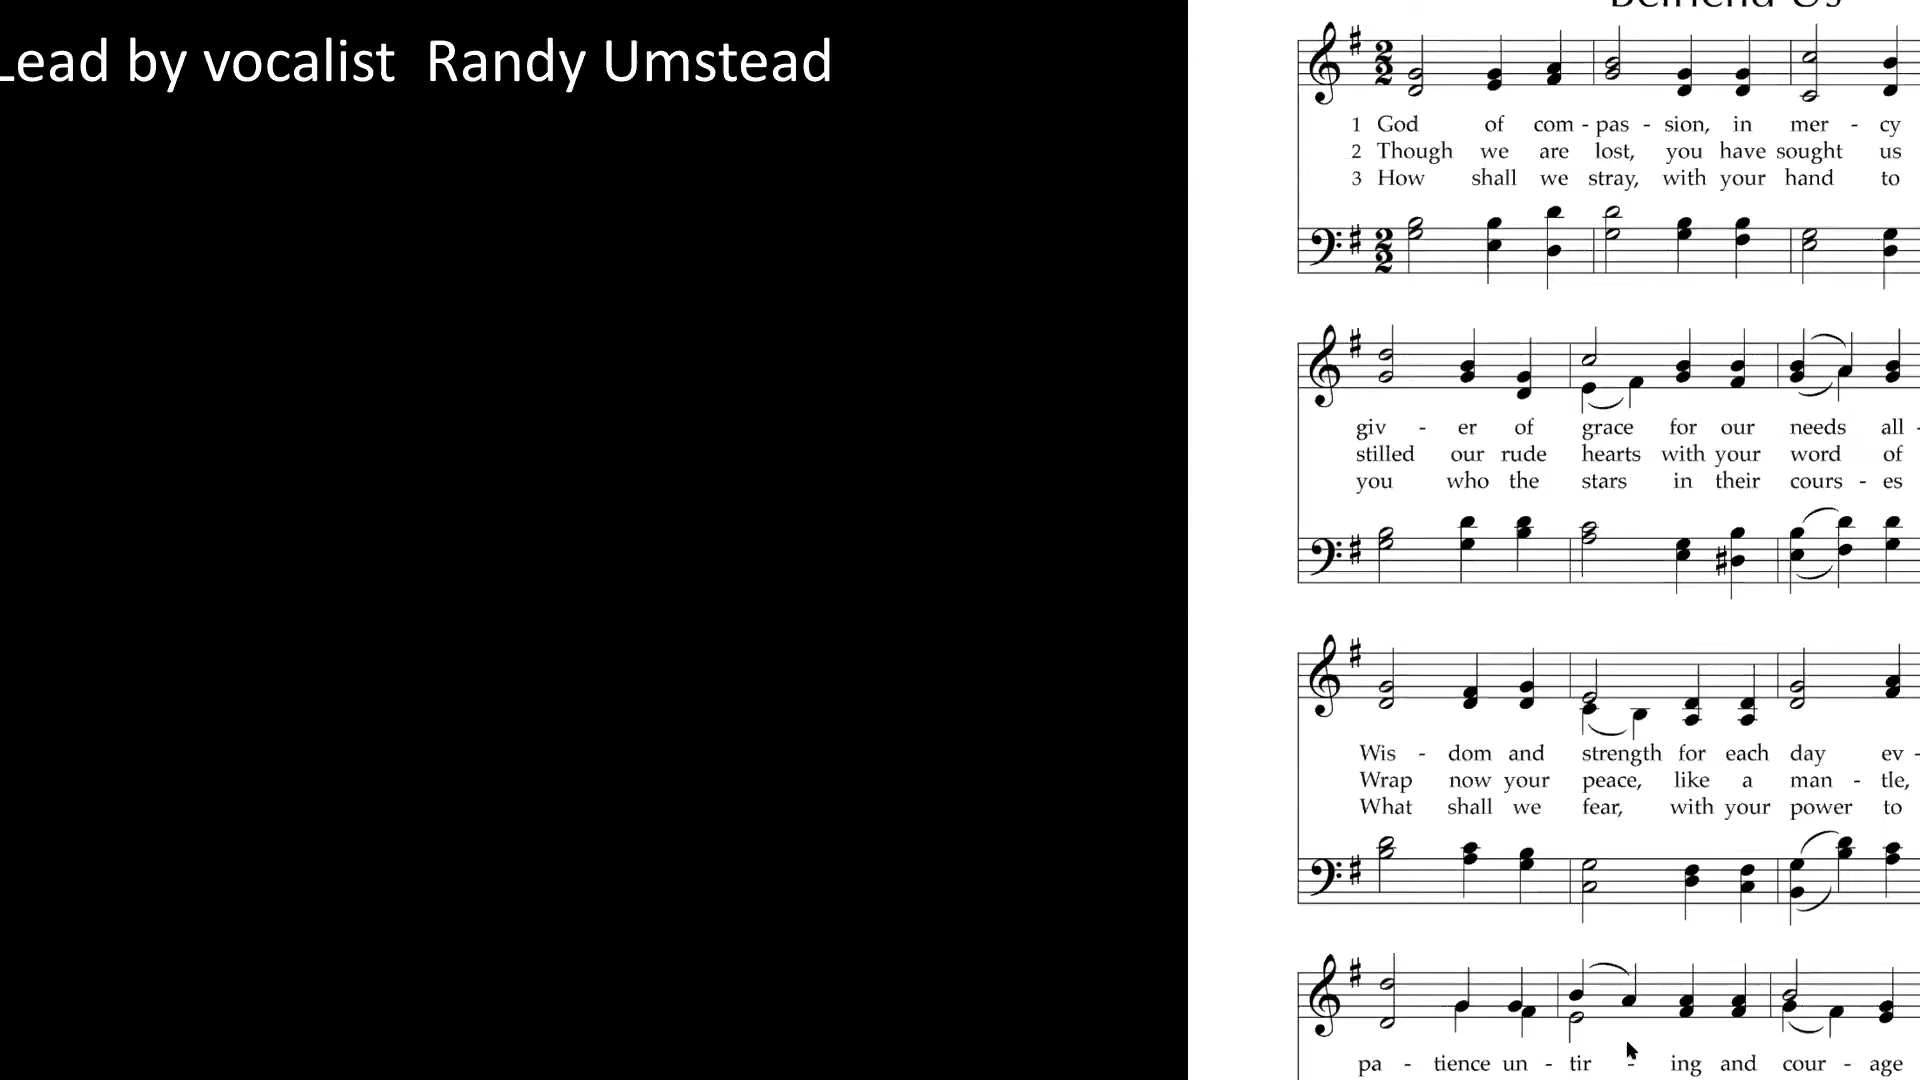 Lead by vocalist  Randy Umstead
Befriend Us
1 God of com - pas - sion, in mer - cy
2 Though we are lost, you have sought us
3 How shall we stray, with your hand to
giv - er of grace for our needs all -
stilled our rude hearts with your word of
you who the stars in their cours - es
Wis - dom and strength for each day ev -
Wrap now your peace, like a man - tle,
What shall we fear, with your power to
pa - tience un - tir - ing and cour - age